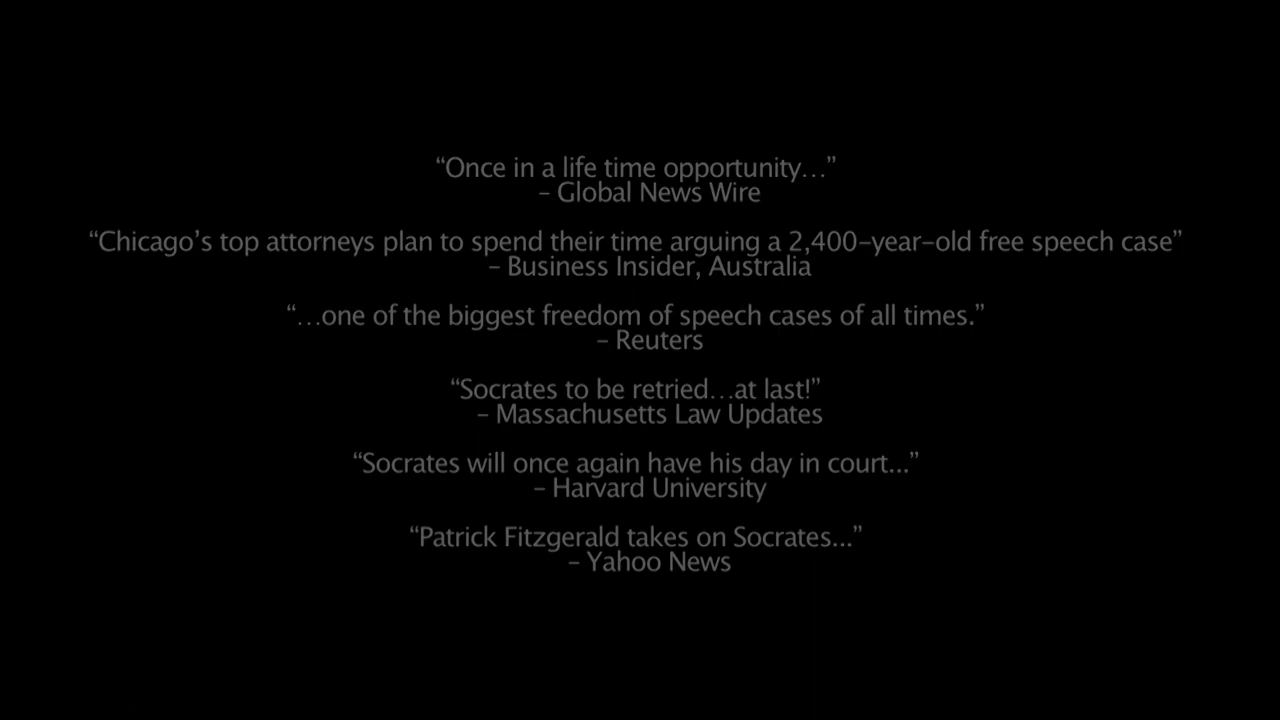 “Once in a life time opportunity…”
– Global News Wire
“Chicago’s top attorneys plan to spend their time arguing a 2,400–year–old free speech case”
– Business Insider, Australia
“…one of the biggest freedom of speech cases of all times.”
– Reuters
“Socrates to be retried…at last!”
– Massachusetts Law Updates
“Socrates will once again have his day in court...”
– Harvard University
“Patrick Fitzgerald takes on Socrates...”
– Yahoo News